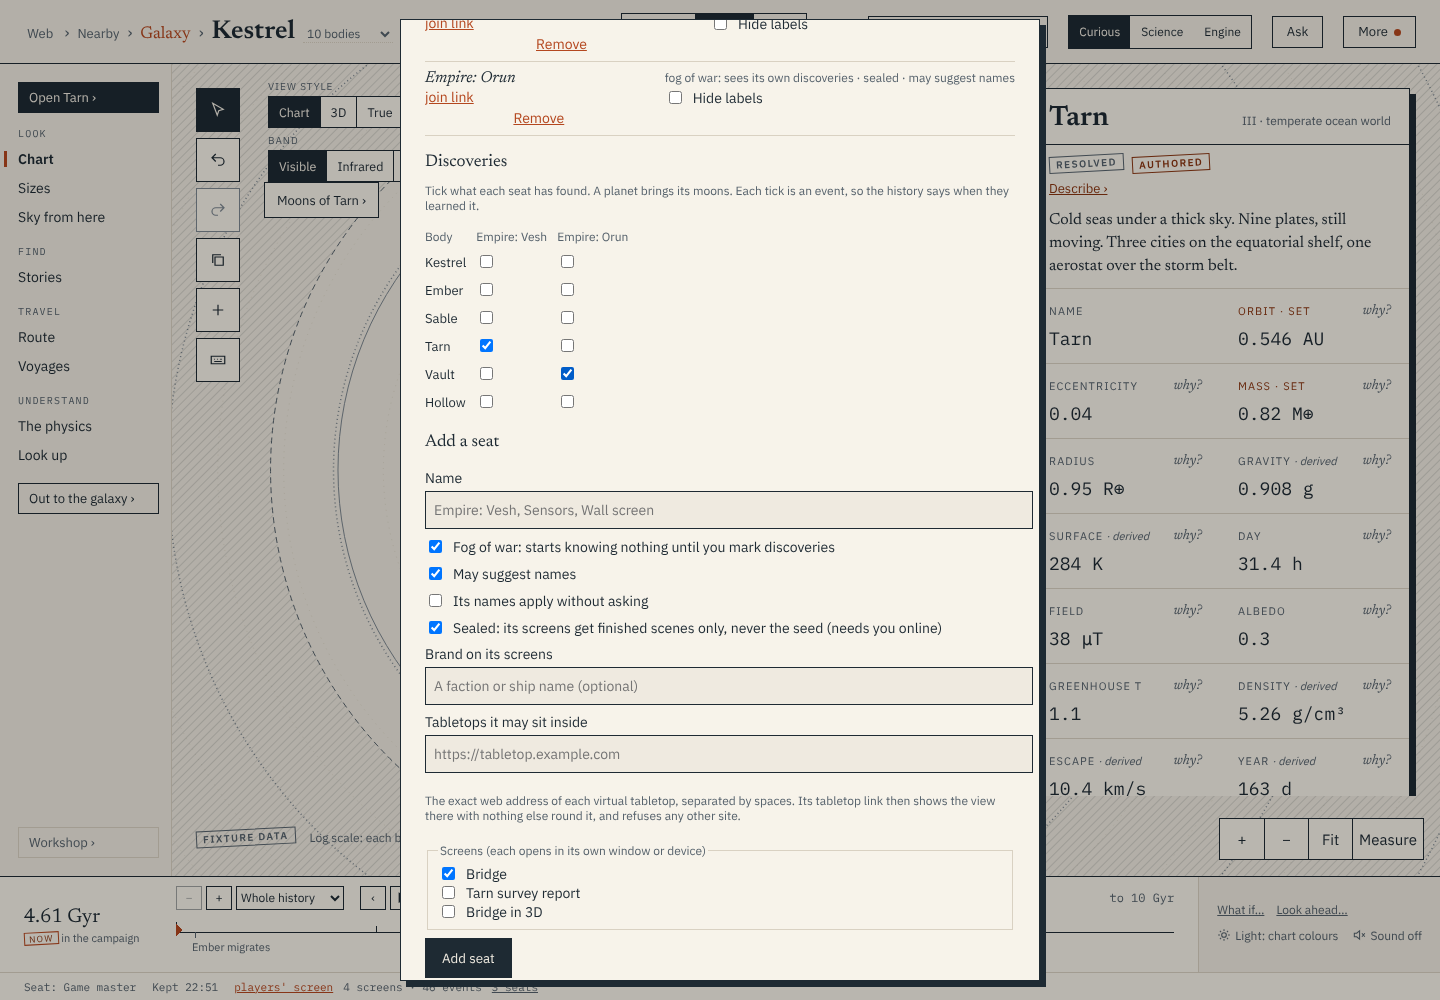 Web › Nearby › Galaxy › Kestrel 10 bodies
Curious Science Engine Ask More
Open Tarn ›
LOOK
Chart
Sizes
Sky from here
FIND
Stories
TRAVEL
Route
Voyages
UNDERSTAND
The physics
Look up
Out to the galaxy ›
Workshop ›
VIEW STYLE
Chart 3D True
BAND
Visible Infrared
Moons of Tarn ›
FIXTURE DATA Log scale: each b
join link Hide labels
Remove
Empire: Orun fog of war: sees its own discoveries · sealed · may suggest names
join link Hide labels
Remove
Discoveries
Tick what each seat has found. A planet brings its moons. Each tick is an event, so the history says when they
learned it.
Body Empire: Vesh Empire: Orun
Kestrel
Ember
Sable
Tarn
Vault
Hollow
Add a seat
Name
Empire: Vesh, Sensors, Wall screen
Fog of war: starts knowing nothing until you mark discoveries
May suggest names
Its names apply without asking
Sealed: its screens get finished scenes only, never the seed (needs you online)
Brand on its screens
A faction or ship name (optional)
Tabletops it may sit inside
https://tabletop.example.com
The exact web address of each virtual tabletop, separated by spaces. Its tabletop link then shows the view
there with nothing else round it, and refuses any other site.
Screens (each opens in its own window or device)
Bridge
Tarn survey report
Bridge in 3D
Add seat
Tarn III · temperate ocean world
RESOLVED AUTHORED
Describe ›
Cold seas under a thick sky. Nine plates, still
moving. Three cities on the equatorial shelf, one
aerostat over the storm belt.
NAME ORBIT · SET why?
Tarn 0.546 AU
ECCENTRICITY why? MASS · SET why?
0.04 0.82 M⊕
RADIUS why? GRAVITY · derived why?
0.95 R⊕ 0.908 g
SURFACE · derived why? DAY why?
284 K 31.4 h
FIELD why? ALBEDO why?
38 µT 0.3
GREENHOUSE T why? DENSITY · derived why?
1.1 5.26 g/cm³
ESCAPE · derived why? YEAR · derived why?
10.4 km/s 163 d
+ − Fit Measure
4.61 Gyr
NOW in the campaign
− + Whole history ‹
Ember migrates
to 10 Gyr
What if… Look ahead…
Light: chart colours Sound off
Seat: Game master Kept 22:51 players' screen 4 screens · 46 events 3 seats